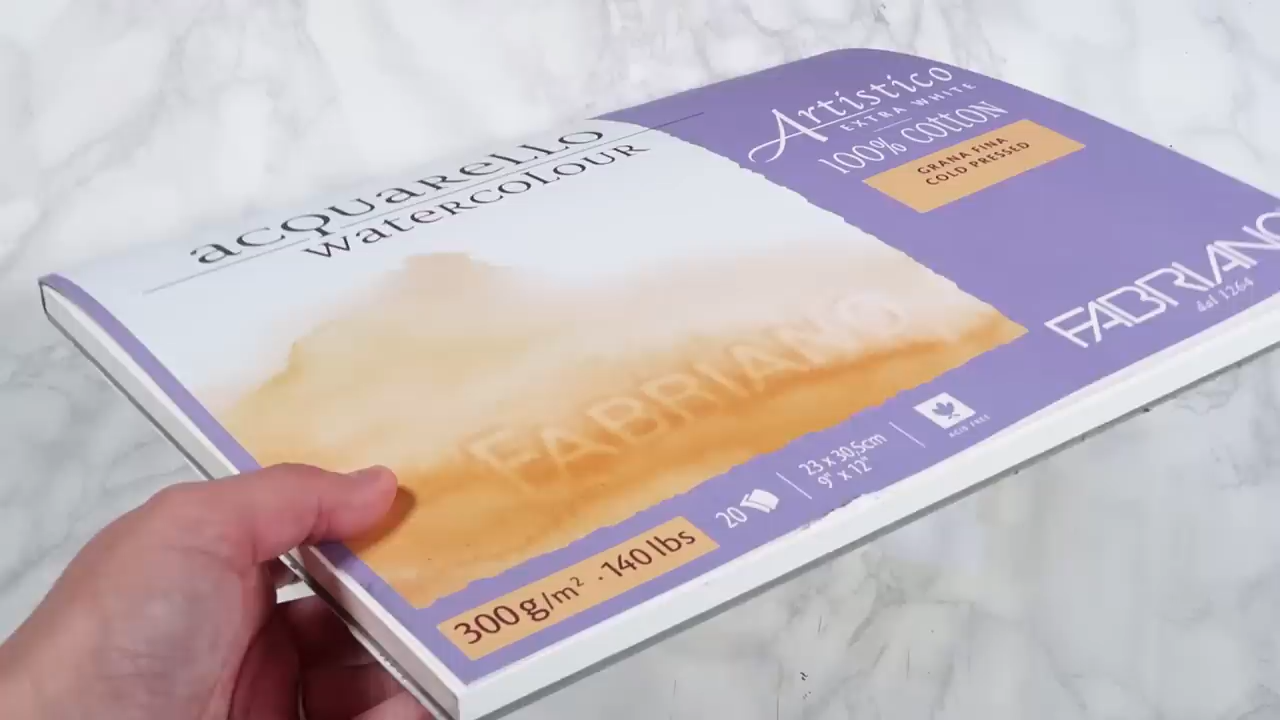 acquarello
watercolour
Artistico
EXTRA WHITE
100% cotton
GRANA FINA
COLD PRESSED
FABRIANO
FABRIANO
dal 1264
300g/m² · 140 lbs
20
23 x 30,5cm
9" x 12"
ACID FREE